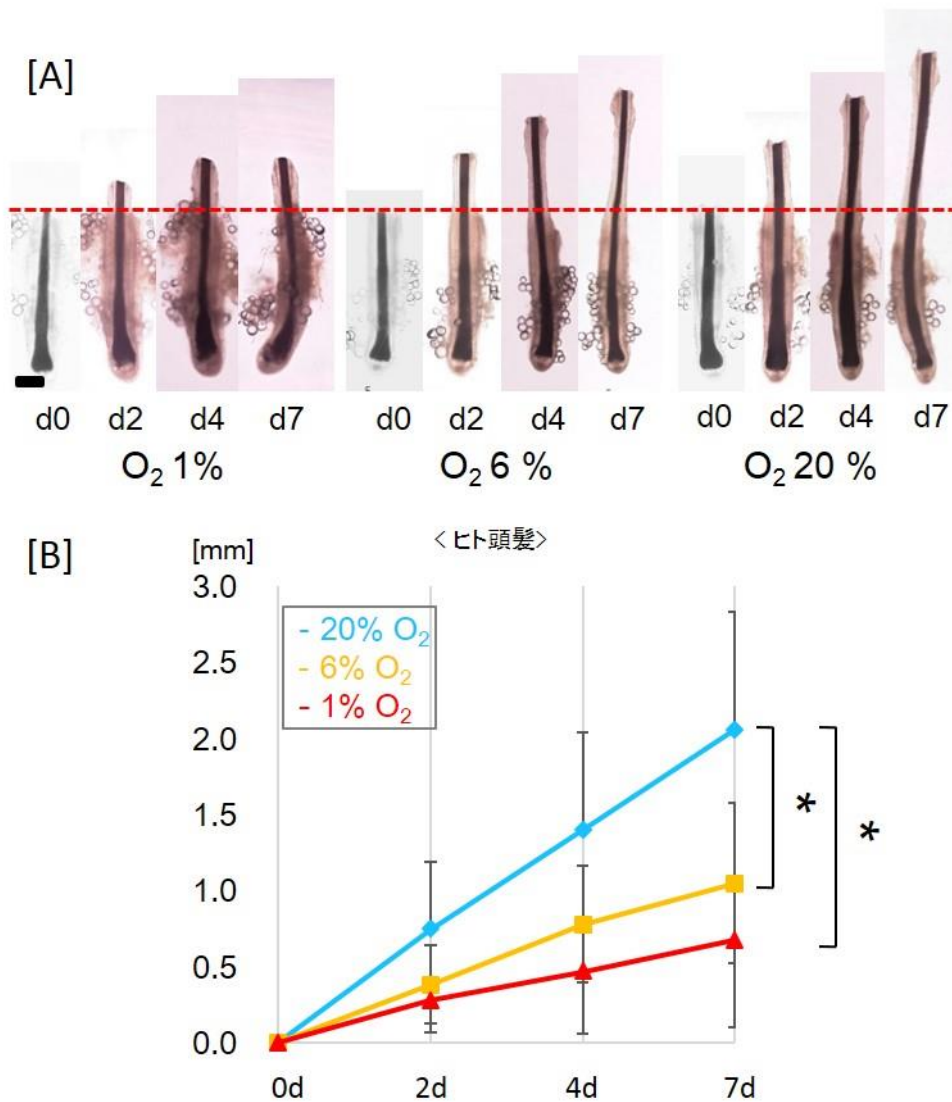 [A]
d0 d2 d4 d7 d0 d2 d4 d7 d0 d2 d4 d7
O₂ 1% O₂ 6 % O₂ 20 %
[B]
[mm]
<ヒト頭髪>
3.0
- 20% O₂
- 6% O₂
- 1% O₂
2.5
2.0
1.5
1.0
0.5
0.0
*
*
0d 2d 4d 7d